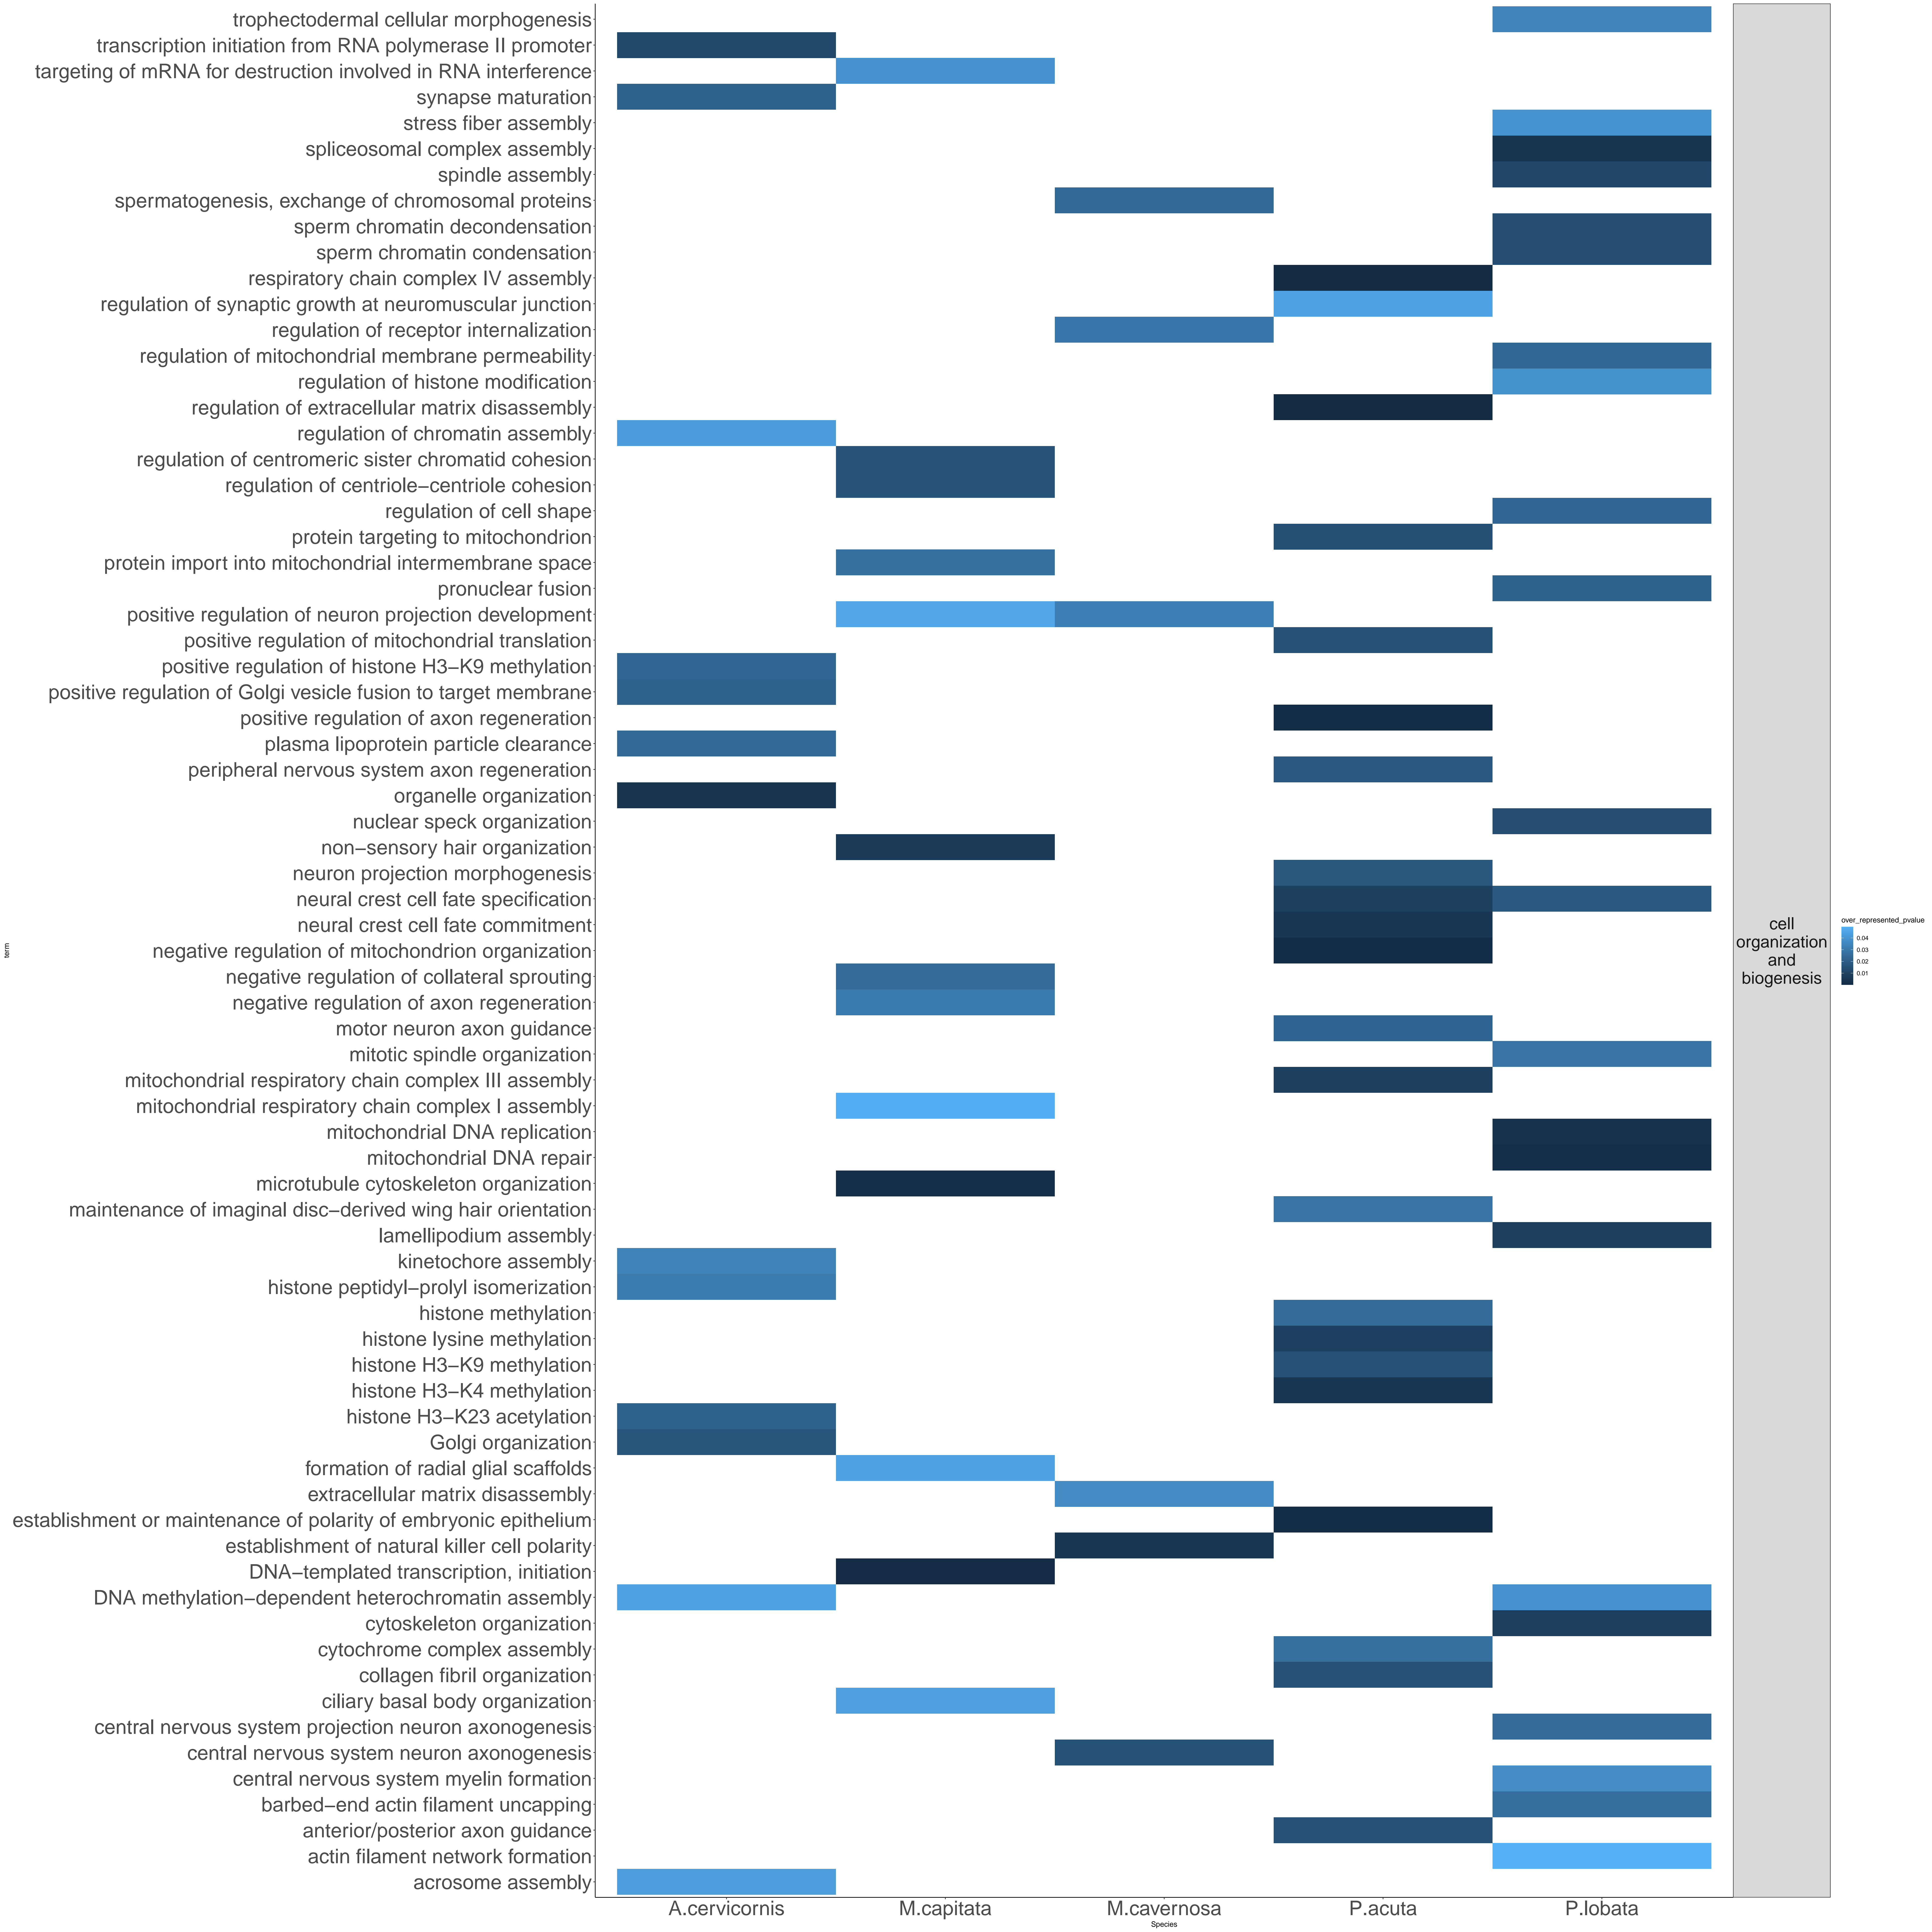 trophectodermal cellular morphogenesis
transcription initiation from RNA polymerase II promoter
targeting of mRNA for destruction involved in RNA interference
synapse maturation
stress fiber assembly
spliceosomal complex assembly
spindle assembly
spermatogenesis, exchange of chromosomal proteins
sperm chromatin decondensation
sperm chromatin condensation
respiratory chain complex IV assembly
regulation of synaptic growth at neuromuscular junction
regulation of receptor internalization
regulation of mitochondrial membrane permeability
regulation of histone modification
regulation of extracellular matrix disassembly
regulation of chromatin assembly
regulation of centromeric sister chromatid cohesion
regulation of centriole−centriole cohesion
regulation of cell shape
protein targeting to mitochondrion
protein import into mitochondrial intermembrane space
pronuclear fusion
positive regulation of neuron projection development
positive regulation of mitochondrial translation
positive regulation of histone H3−K9 methylation
positive regulation of Golgi vesicle fusion to target membrane
positive regulation of axon regeneration
plasma lipoprotein particle clearance
peripheral nervous system axon regeneration
organelle organization
nuclear speck organization
non−sensory hair organization
neuron projection morphogenesis
neural crest cell fate specification
neural crest cell fate commitment
negative regulation of mitochondrion organization
negative regulation of collateral sprouting
negative regulation of axon regeneration
motor neuron axon guidance
mitotic spindle organization
mitochondrial respiratory chain complex III assembly
mitochondrial respiratory chain complex I assembly
mitochondrial DNA replication
mitochondrial DNA repair
microtubule cytoskeleton organization
maintenance of imaginal disc−derived wing hair orientation
lamellipodium assembly
kinetochore assembly
histone peptidyl−prolyl isomerization
histone methylation
histone lysine methylation
histone H3−K9 methylation
histone H3−K4 methylation
histone H3−K23 acetylation
Golgi organization
formation of radial glial scaffolds
extracellular matrix disassembly
establishment or maintenance of polarity of embryonic epithelium
establishment of natural killer cell polarity
DNA−templated transcription, initiation
DNA methylation−dependent heterochromatin assembly
cytoskeleton organization
cytochrome complex assembly
collagen fibril organization
ciliary basal body organization
central nervous system projection neuron axonogenesis
central nervous system neuron axonogenesis
central nervous system myelin formation
barbed−end actin filament uncapping
anterior/posterior axon guidance
actin filament network formation
acrosome assembly
term
A.cervicornis
M.capitata
M.cavernosa
P.acuta
P.lobata
Species
cell
organization
and
biogenesis
over_represented_pvalue
0.04
0.03
0.02
0.01